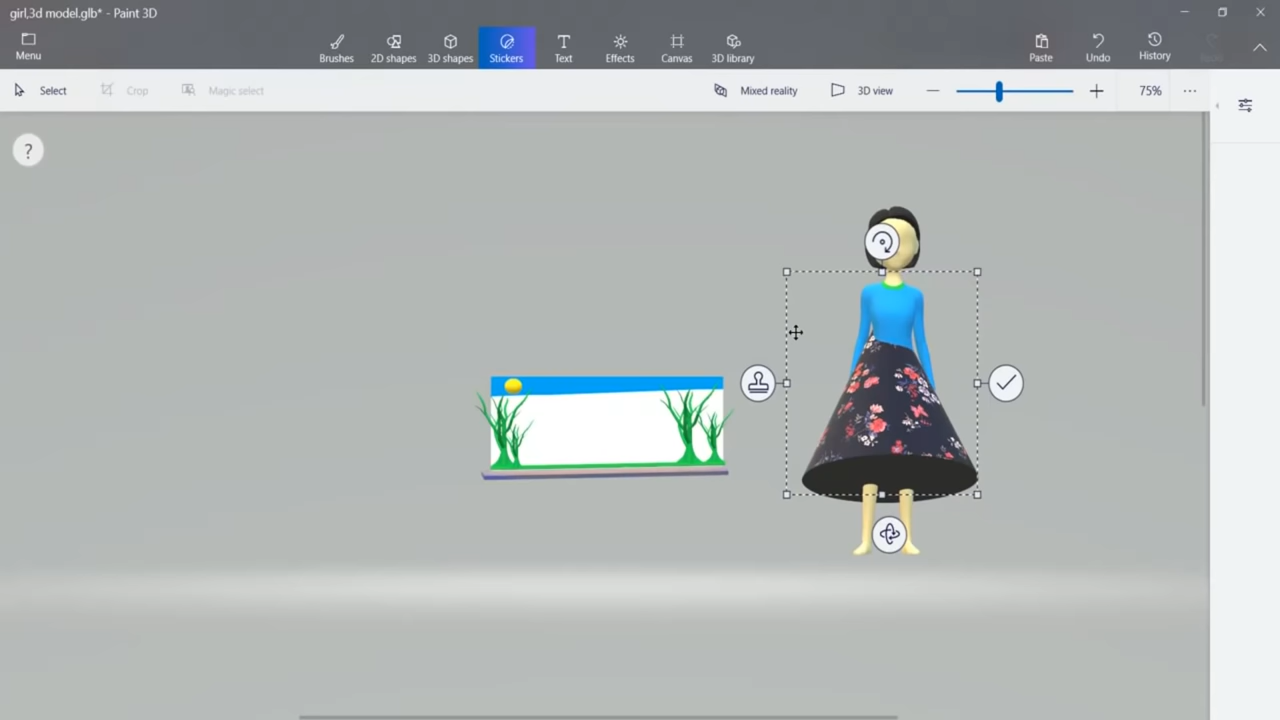 girl,3d model.glb* - Paint 3D
Menu
Brushes 2D shapes 3D shapes Stickers Text Effects Canvas 3D library Paste Undo History
Select Crop Magic select Mixed reality 3D view 75%
?